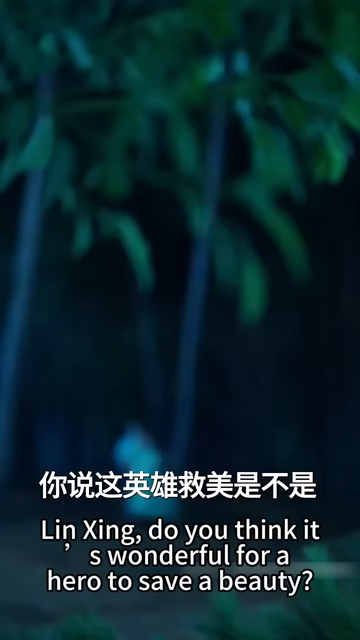 你说这英雄救美是不是
Lin Xing, do you think it
's wonderful for a
hero to save a beauty?